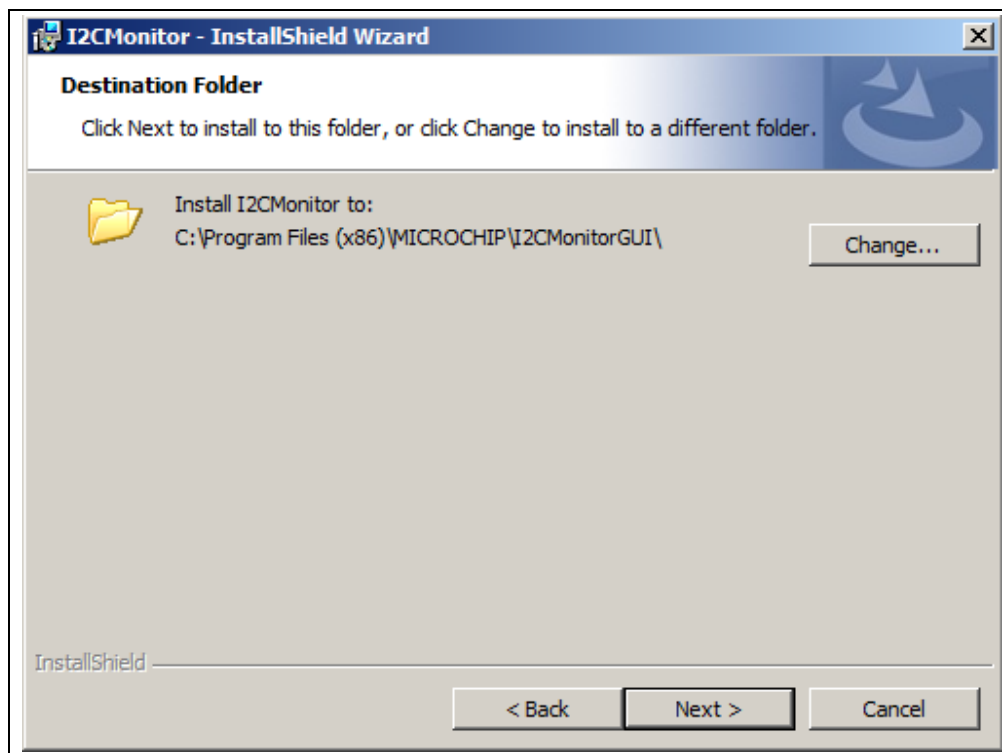 I2CMonitor - InstallShield Wizard
Destination Folder
Click Next to install to this folder, or click Change to install to a different folder.
Install I2CMonitor to:
C:\Program Files (x86)\MICROCHIP\I2CMonitorGUI\
Change...
InstallShield
< Back
Next >
Cancel